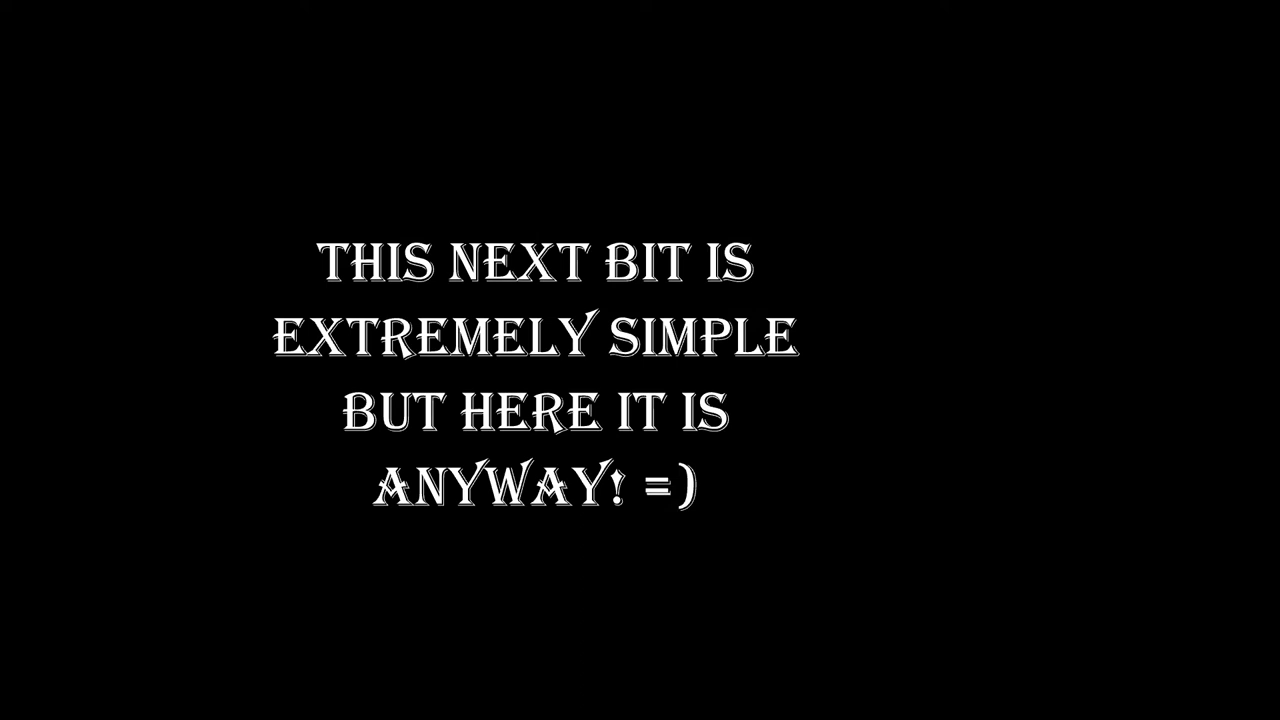 THIS NEXT BIT IS
EXTREMELY SIMPLE
BUT HERE IT IS
ANYWAY! =)